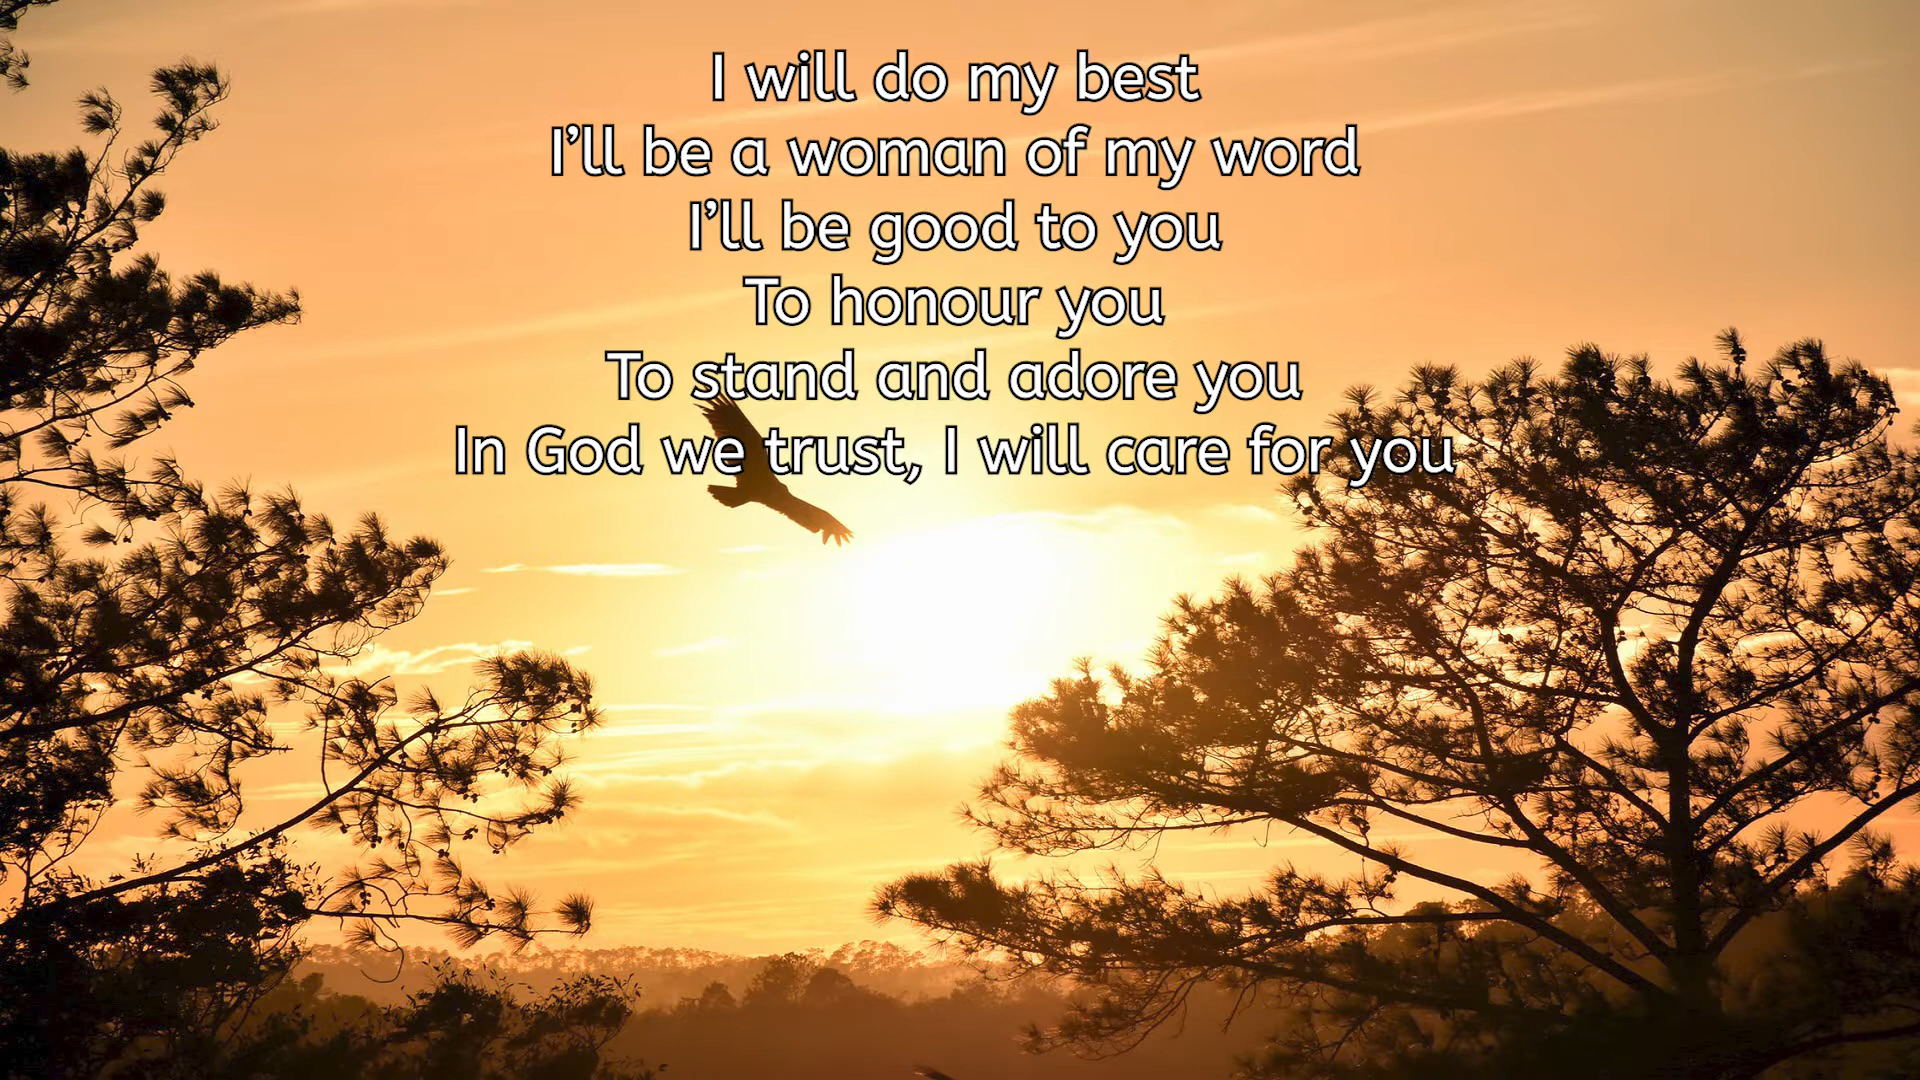 I will do my best
I’ll be a woman of my word
I’ll be good to you
To honour you
To stand and adore you
In God we trust, I will care for you